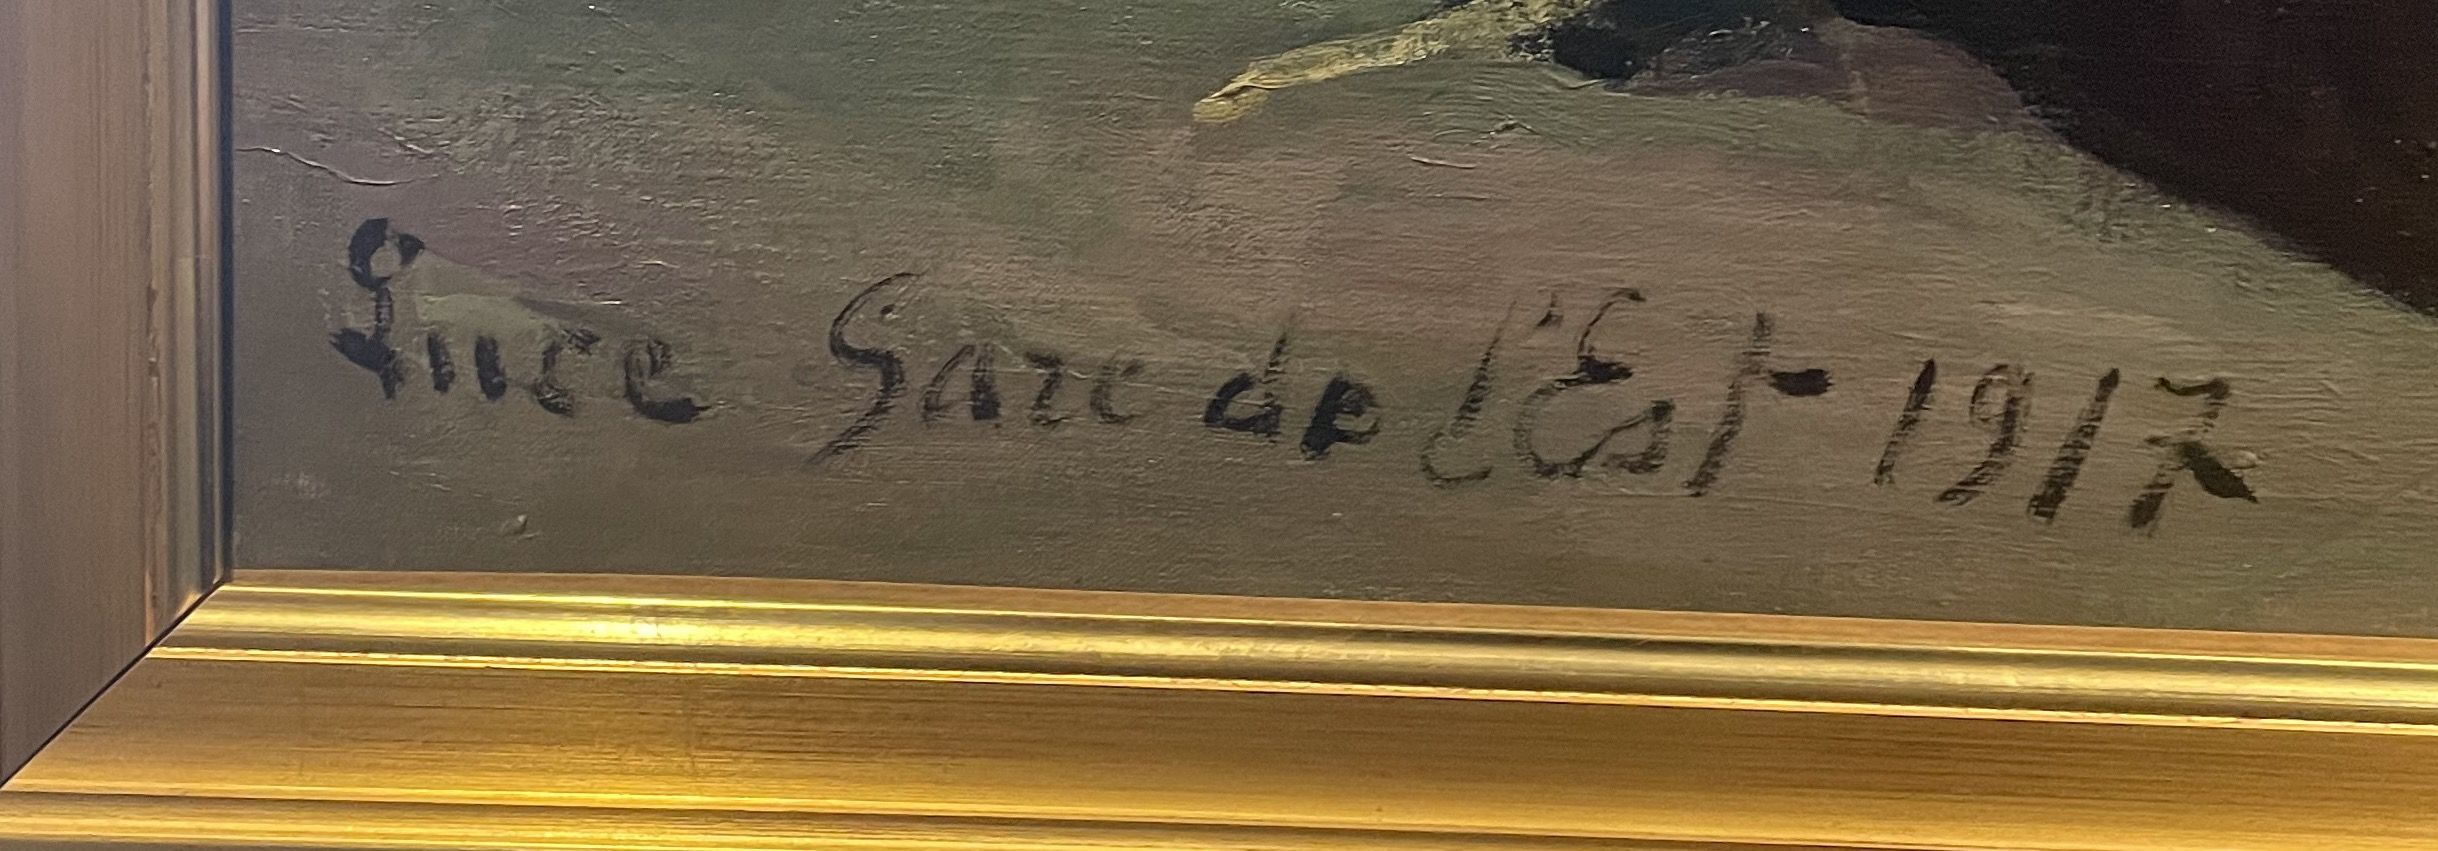 Luce Gare de l'Est 1917